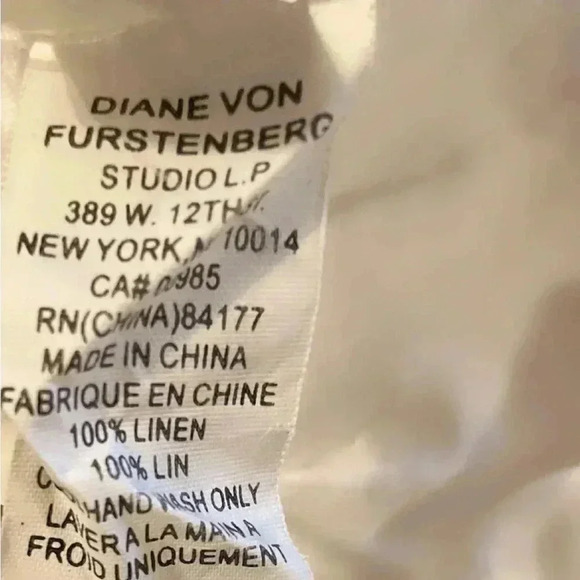 DIANE VON
FURSTENBERG
STUDIO L.P
389 W. 12TH
NEW YORK, 10014
CA#
RN(CHINA)84177
MADE IN CHINA
FABRIQUE EN CHINE
100% LINEN
100% LIN
HAND WASH ONLY
LAVER A LA MAIN A
FROID UNIQUEMENT